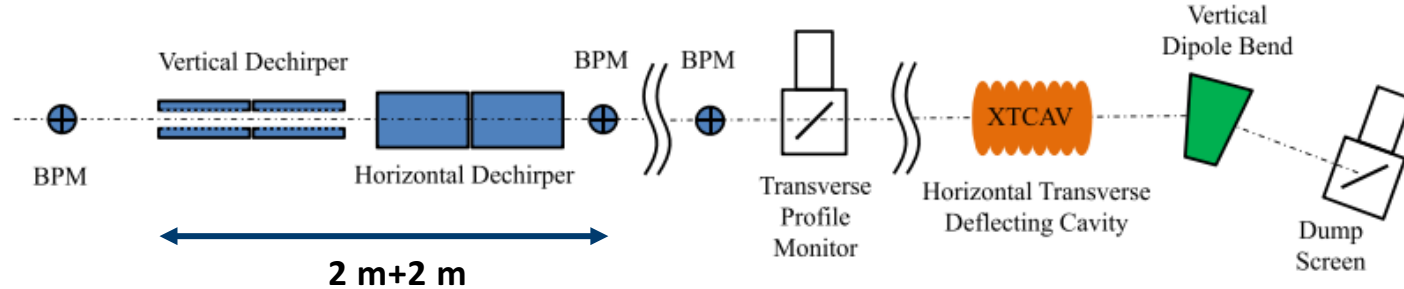 Vertical
Dipole Bend
Vertical Dechirper
BPM
BPM
XTCAV
BPM
Horizontal Dechirper
Transverse
Profile
Monitor
Horizontal Transverse
Deflecting Cavity
Dump
Screen
2 m+2 m